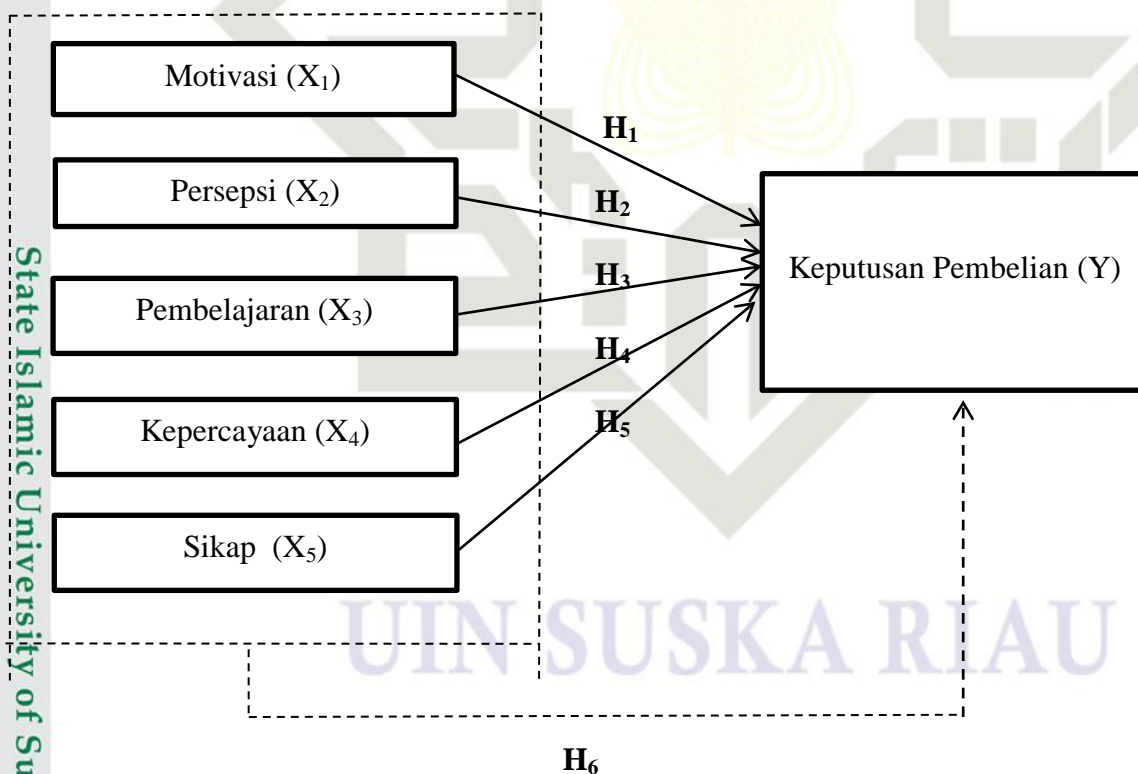 Motivasi (X₁)
H₁
Persepsi (X₂)
H₂
Keputusan Pembelian (Y)
H₃
Pembelajaran (X₃)
H₄
Kepercayaan (X₄)
H₅
Sikap (X₅)
UIN SUSKA RIAU
H₆
State Islamic University of Su